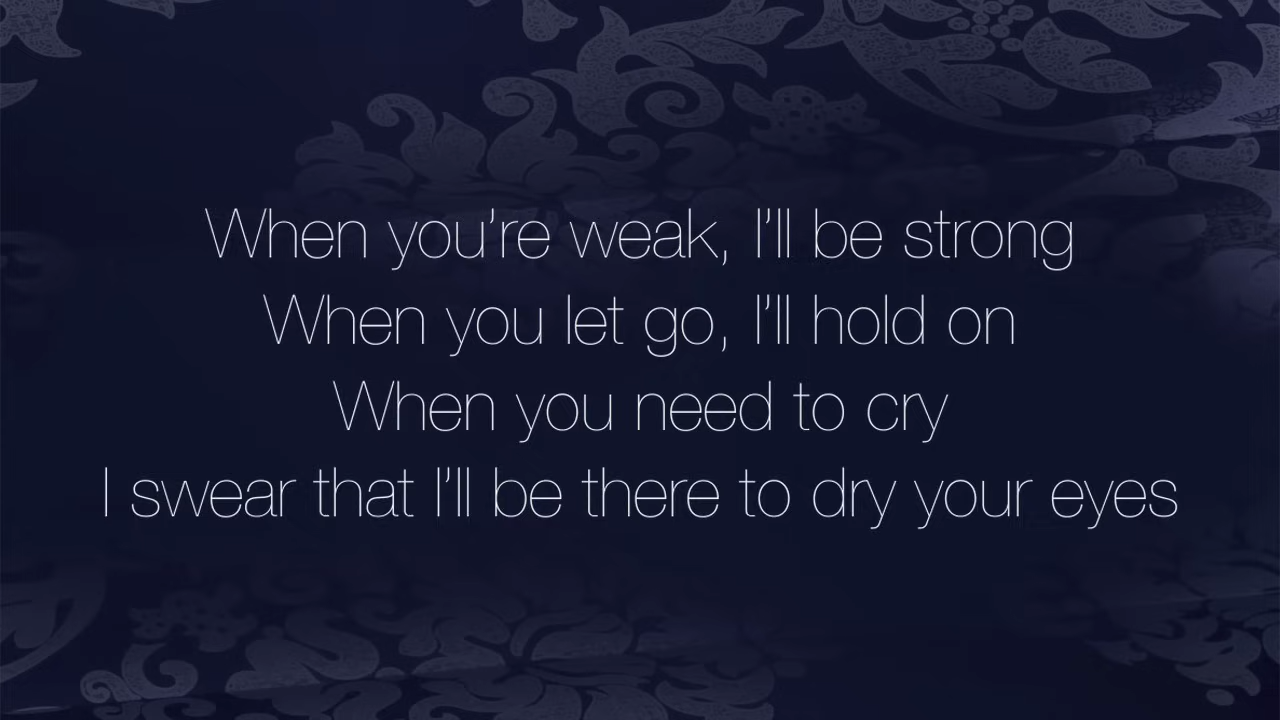 When you're weak, I'll be strong
When you let go, I'll hold on
When you need to cry
I swear that I'll be there to dry your eyes